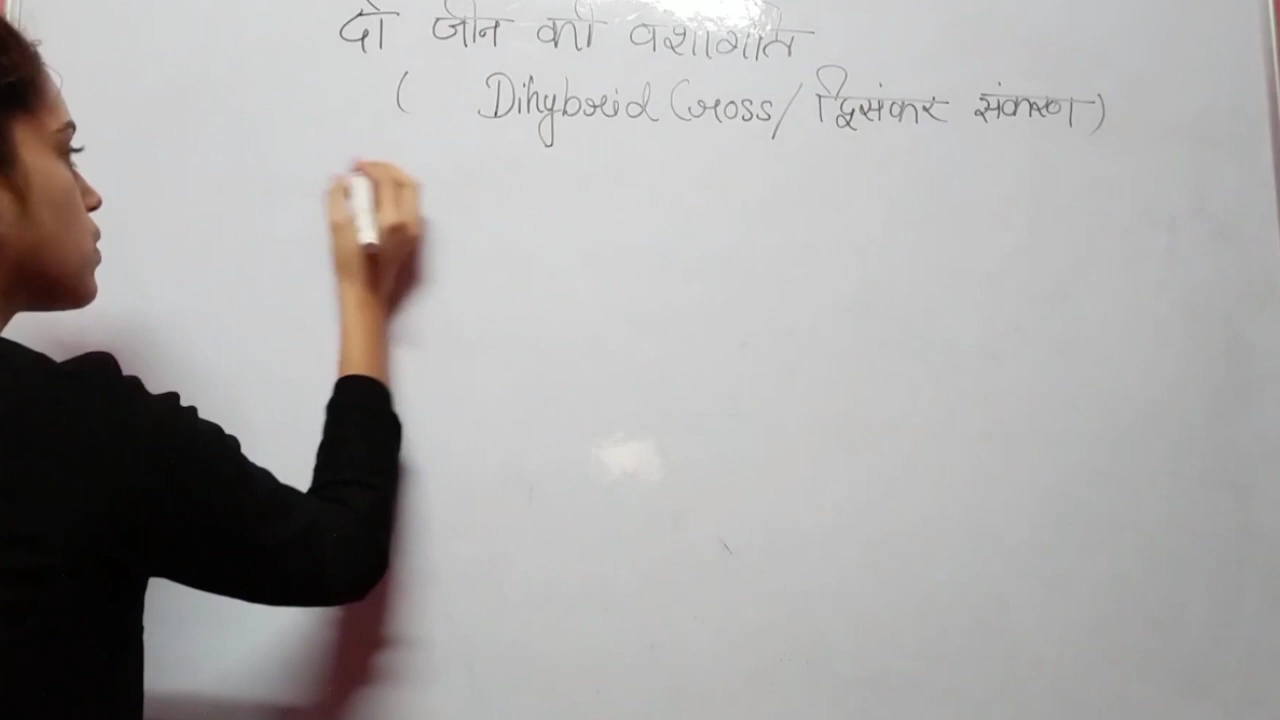 दो जीन की वंशागति
( Dihybrid Cross/ द्विसंकर संकरण)